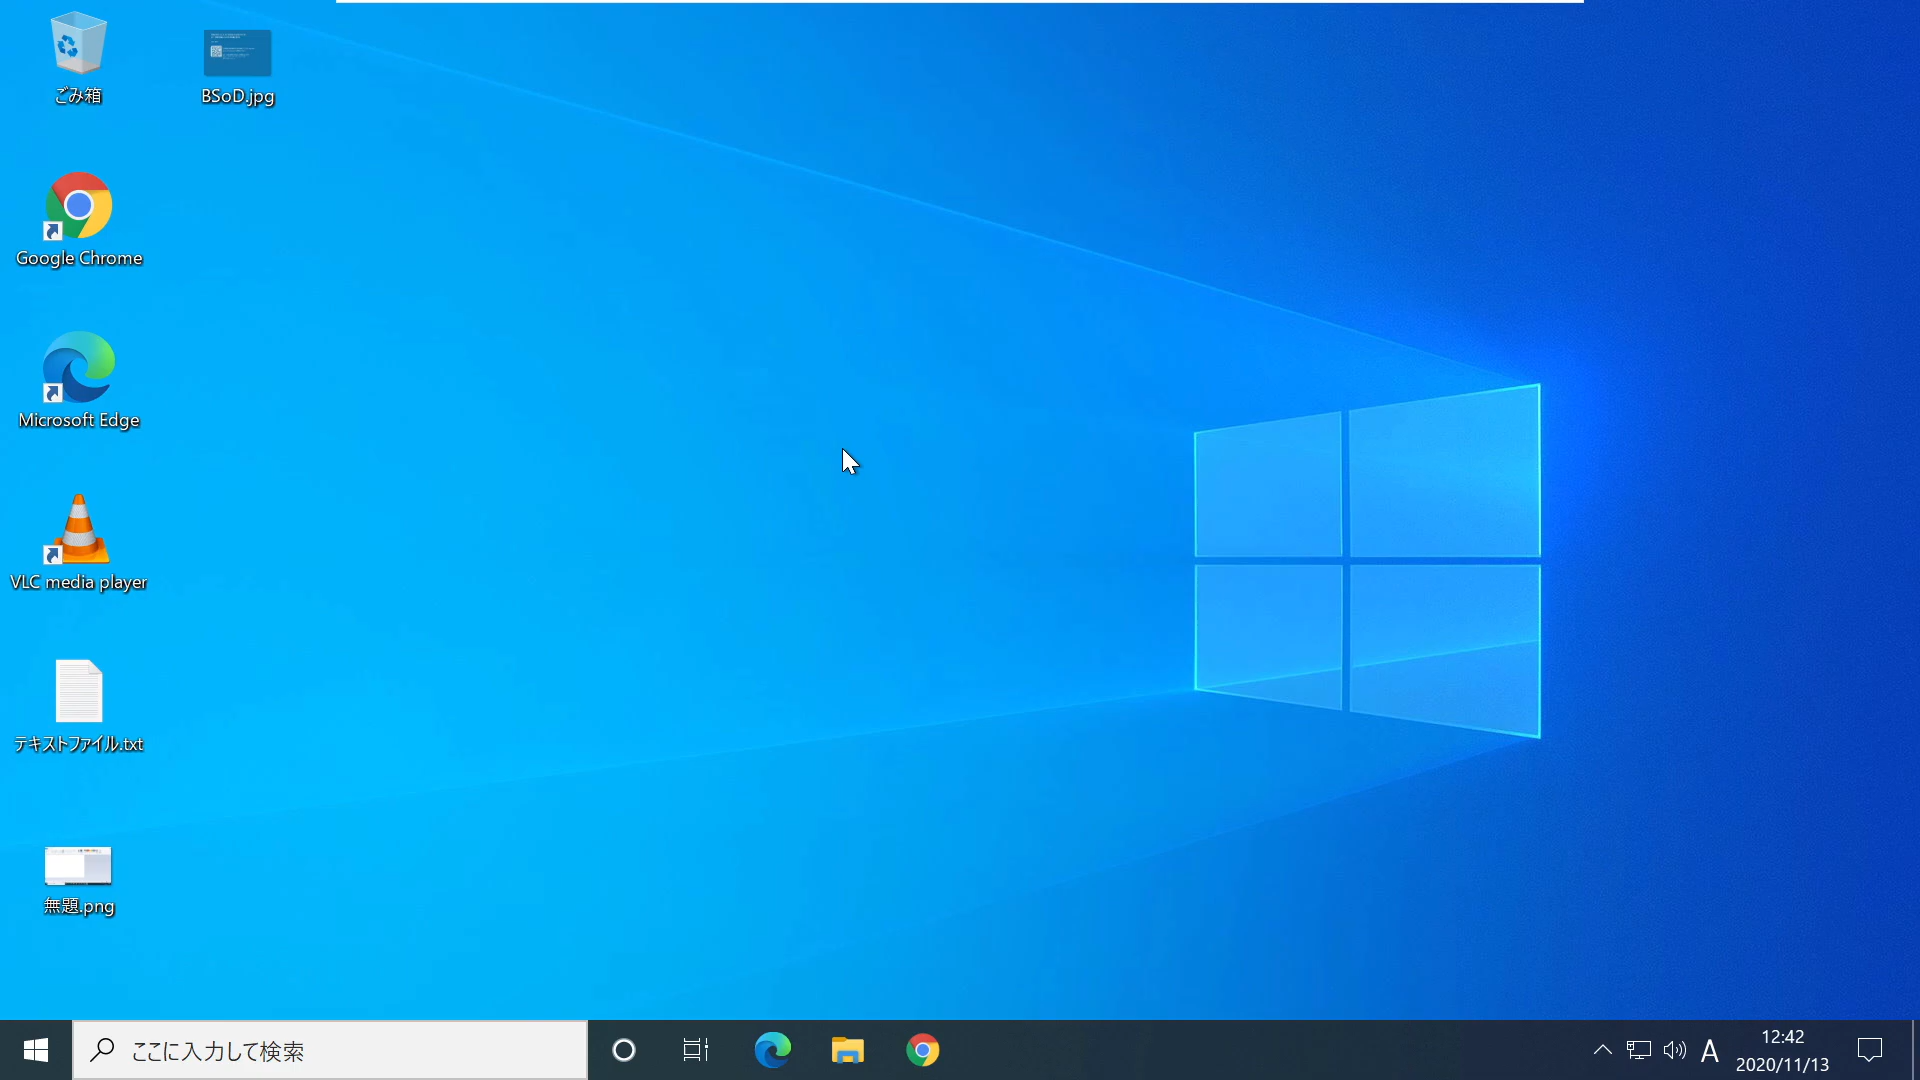 ごみ箱
BSoD.jpg
Google Chrome
Microsoft Edge
VLC media player
テキストファイル.txt
無題.png
ここに入力して検索
A
12:42
2020/11/13